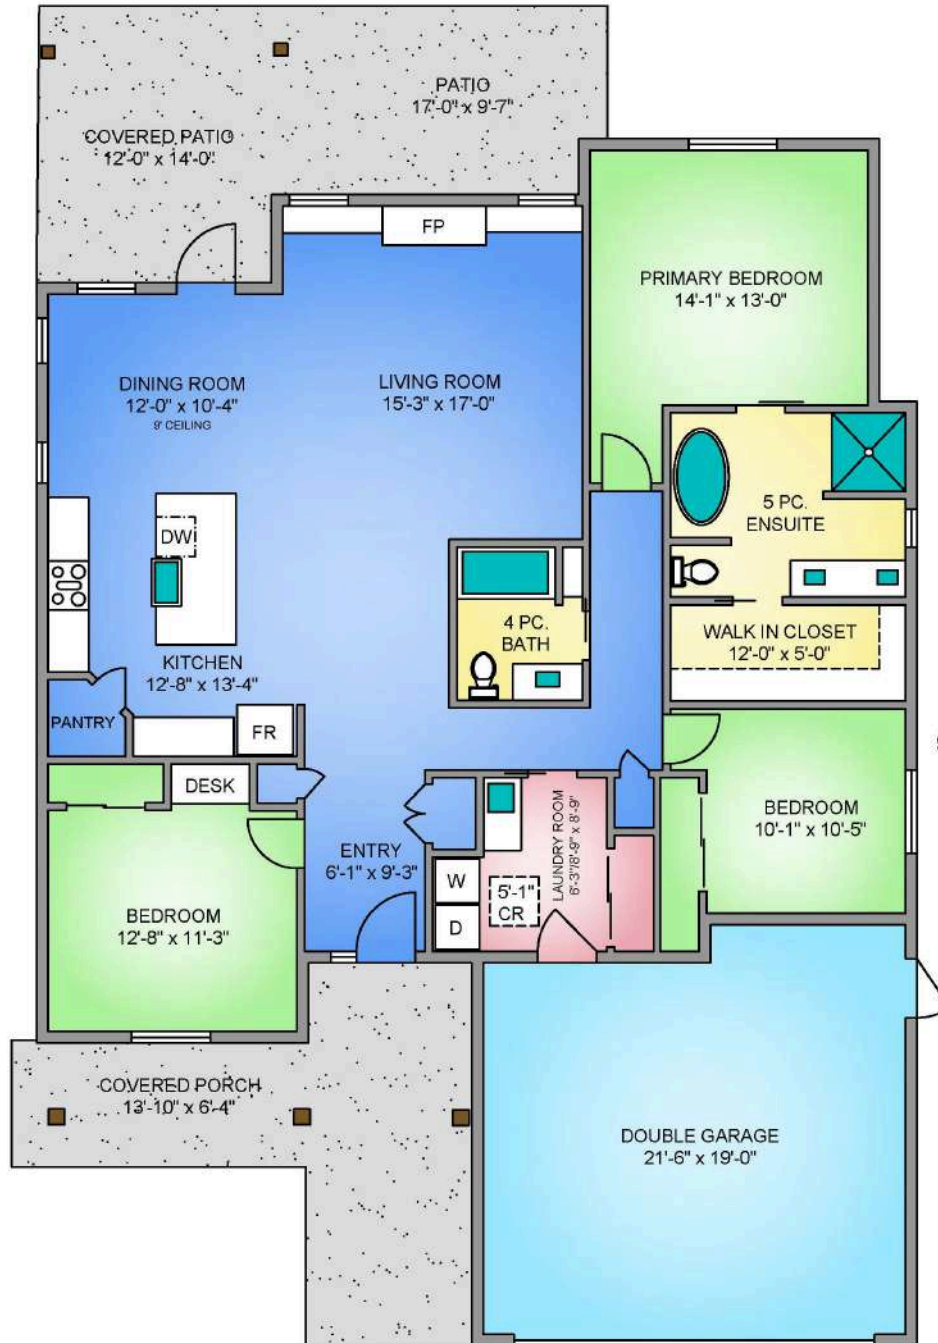 PATIO
17'-0" x 9'-7"
COVERED PATIO
12'-0" x 14'-0"
FP
PRIMARY BEDROOM
14'-1" x 13'-0"
DINING ROOM
12'-0" x 10'-4"
9' CEILING
LIVING ROOM
15'-3" x 17'-0"
5 PC.
ENSUITE
DW
4 PC.
BATH
WALK IN CLOSET
12'-0" x 5'-0"
KITCHEN
12'-8" x 13'-4"
PANTRY
FR
DESK
BEDROOM
10'-1" x 10'-5"
ENTRY
6'-1" x 9'-3"
LAUNDRY ROOM
6'-3"/8'-9" x 8'-9"
W
D
5'-1"
CR
BEDROOM
12'-8" x 11'-3"
COVERED PORCH
13'-10" x 6'-4"
DOUBLE GARAGE
21'-6" x 19'-0"